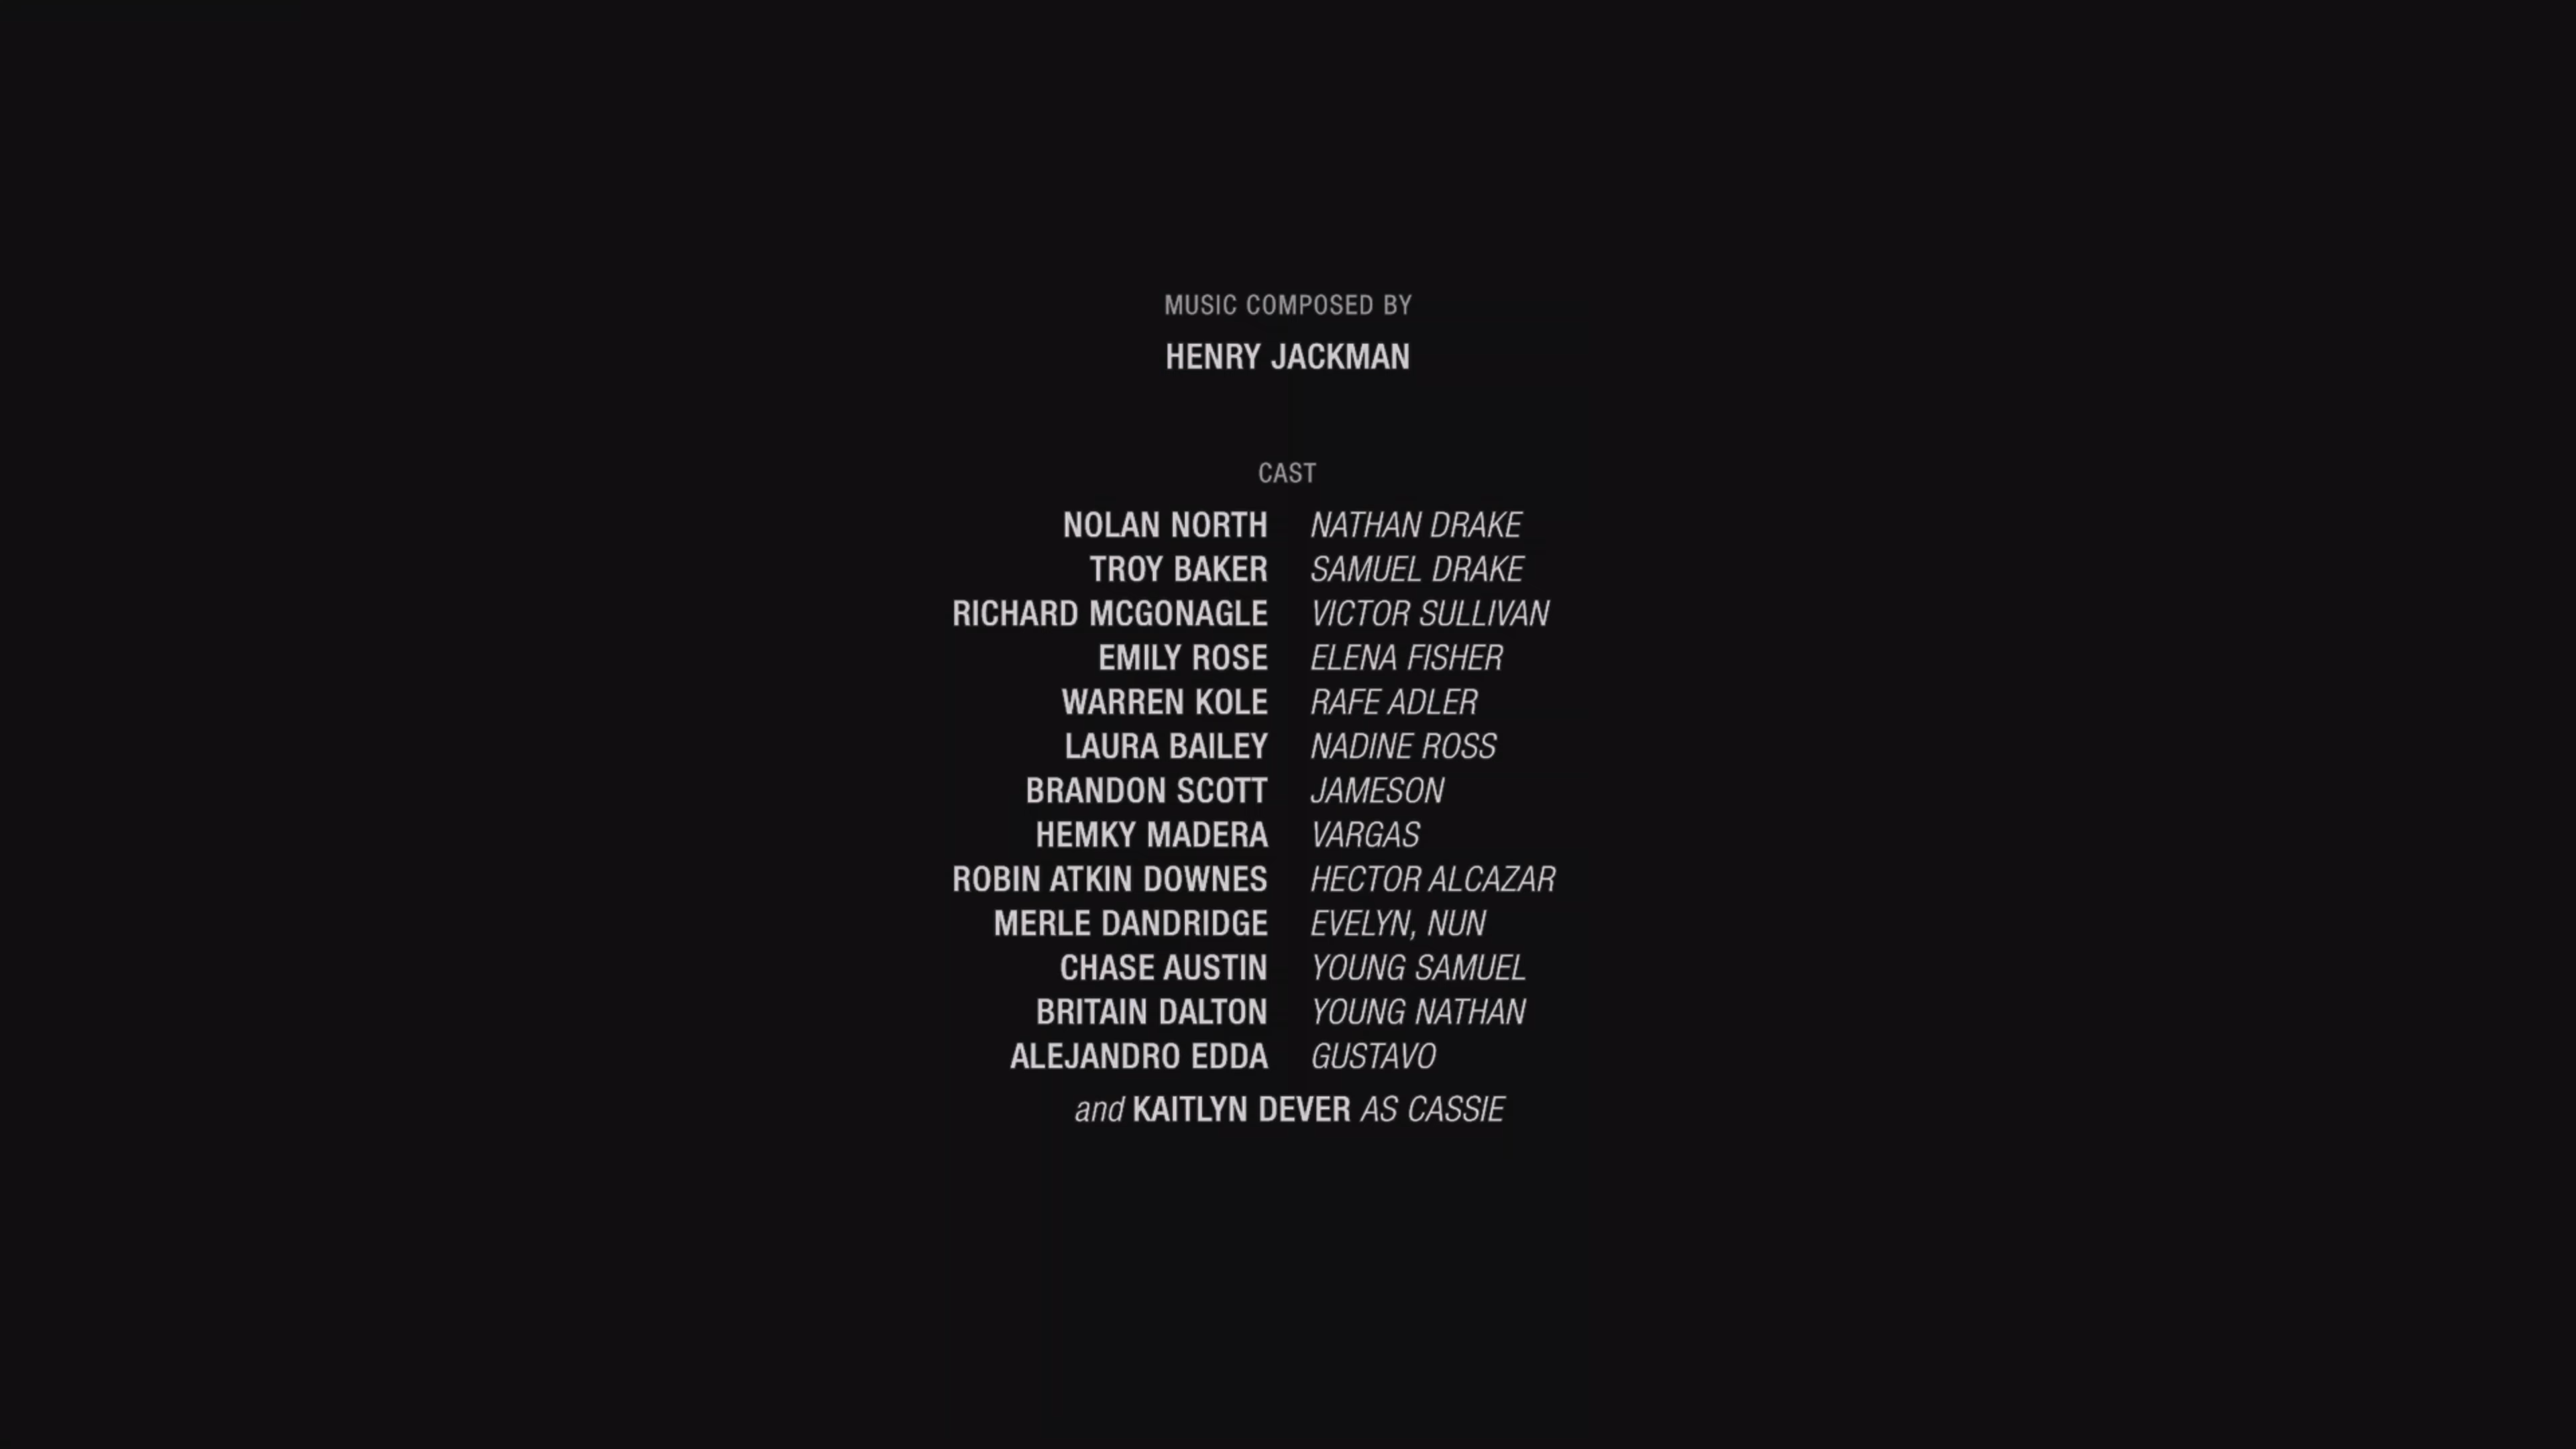 MUSIC COMPOSED BY
HENRY JACKMAN
CAST
NOLAN NORTH NATHAN DRAKE
TROY BAKER SAMUEL DRAKE
RICHARD MCGONAGLE VICTOR SULLIVAN
EMILY ROSE ELENA FISHER
WARREN KOLE RAFE ADLER
LAURA BAILEY NADINE ROSS
BRANDON SCOTT JAMESON
HEMKY MADERA VARGAS
ROBIN ATKIN DOWNES HECTOR ALCAZAR
MERLE DANDRIDGE EVELYN, NUN
CHASE AUSTIN YOUNG SAMUEL
BRITAIN DALTON YOUNG NATHAN
ALEJANDRO EDDA GUSTAVO
and KAITLYN DEVER AS CASSIE